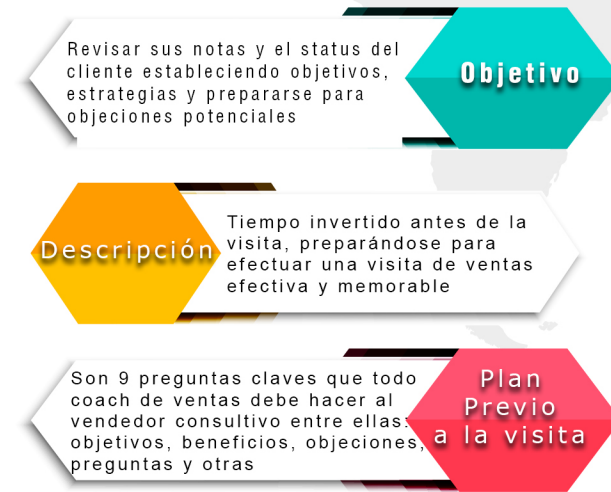 Revisar sus notas y el status del
cliente estableciendo objetivos,
estrategias y prepararse para
objeciones potenciales
Objetivo
Descripción
Tiempo invertido antes de la
visita, preparándose para
efectuar una visita de ventas
efectiva y memorable
Son 9 preguntas claves que todo
coach de ventas debe hacer al
vendedor consultivo entre ellas:
objetivos, beneficios, objeciones,
preguntas y otras
Plan
Previo
a la visita